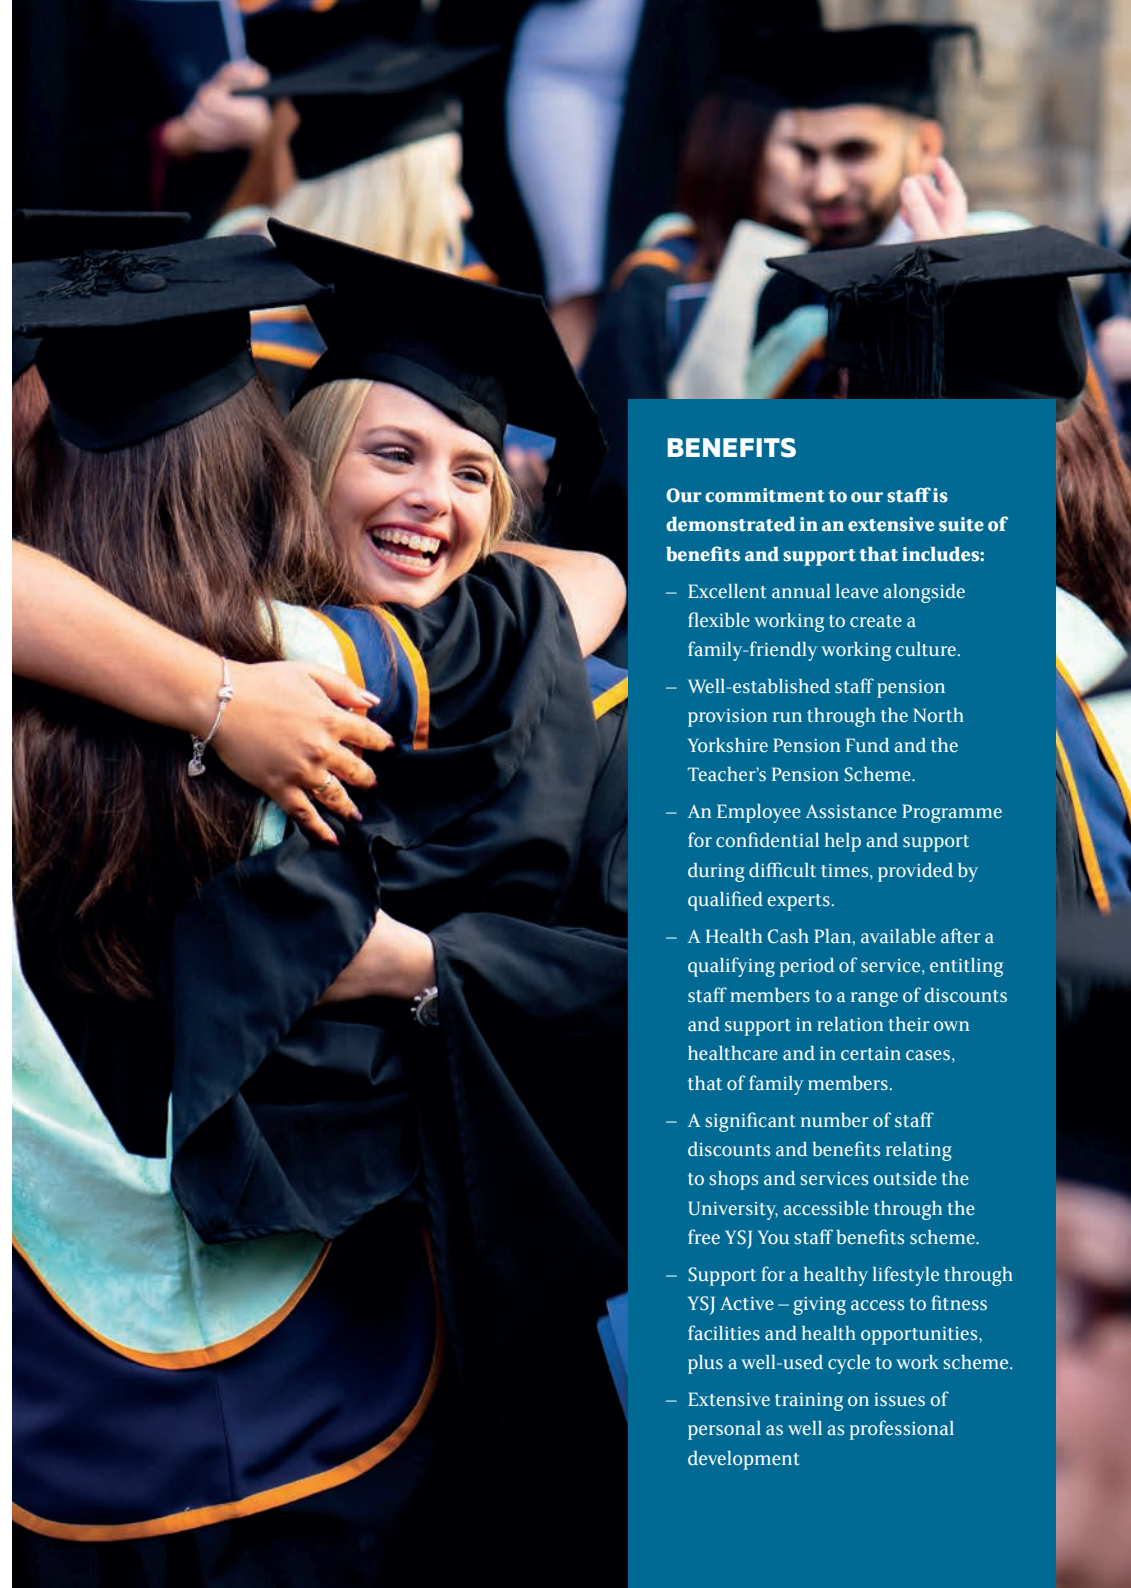 BENEFITS
Our commitment to our staff is
demonstrated in an extensive suite of
benefits and support that includes:
– Excellent annual leave alongside
flexible working to create a
family-friendly working culture.
– Well-established staff pension
provision run through the North
Yorkshire Pension Fund and the
Teacher’s Pension Scheme.
– An Employee Assistance Programme
for confidential help and support
during difficult times, provided by
qualified experts.
– A Health Cash Plan, available after a
qualifying period of service, entitling
staff members to a range of discounts
and support in relation their own
healthcare and in certain cases,
that of family members.
– A significant number of staff
discounts and benefits relating
to shops and services outside the
University, accessible through the
free YSJ You staff benefits scheme.
– Support for a healthy lifestyle through
YSJ Active – giving access to fitness
facilities and health opportunities,
plus a well-used cycle to work scheme.
– Extensive training on issues of
personal as well as professional
development